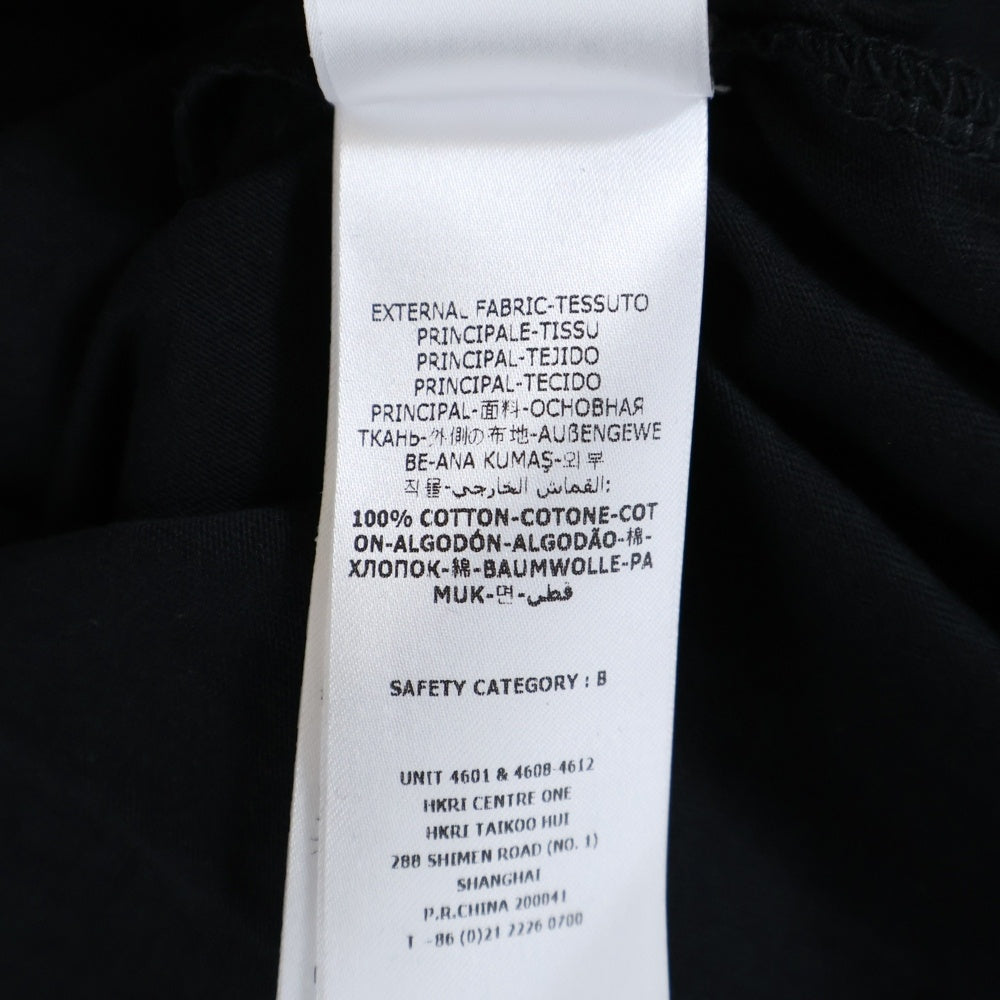 EXTERNAL FABRIC-TESSUTO
PRINCIPALE-TISSU
PRINCIPAL-TEJIDO
PRINCIPAL-TECIDO
PRINCIPAL-面料-ОСНОВНАЯ
ТКАНЬ-外側の布地-AUßENGEWE
BE-ANA KUMAŞ-외부
직물-القماش الخارجي:
100% COTTON-COTONE-COT
ON-ALGODÓN-ALGODÃO-棉-
ХЛОПОК-綿-BAUMWOLLE-PA
MUK-면-قطن
SAFETY CATEGORY : B
UNIT 4601 & 4608-4612
HKRI CENTRE ONE
HKRI TAIKOO HUI
288 SHIMEN ROAD (NO. 1)
SHANGHAI
P.R.CHINA 200041
T -86 (0)21 2226 0700